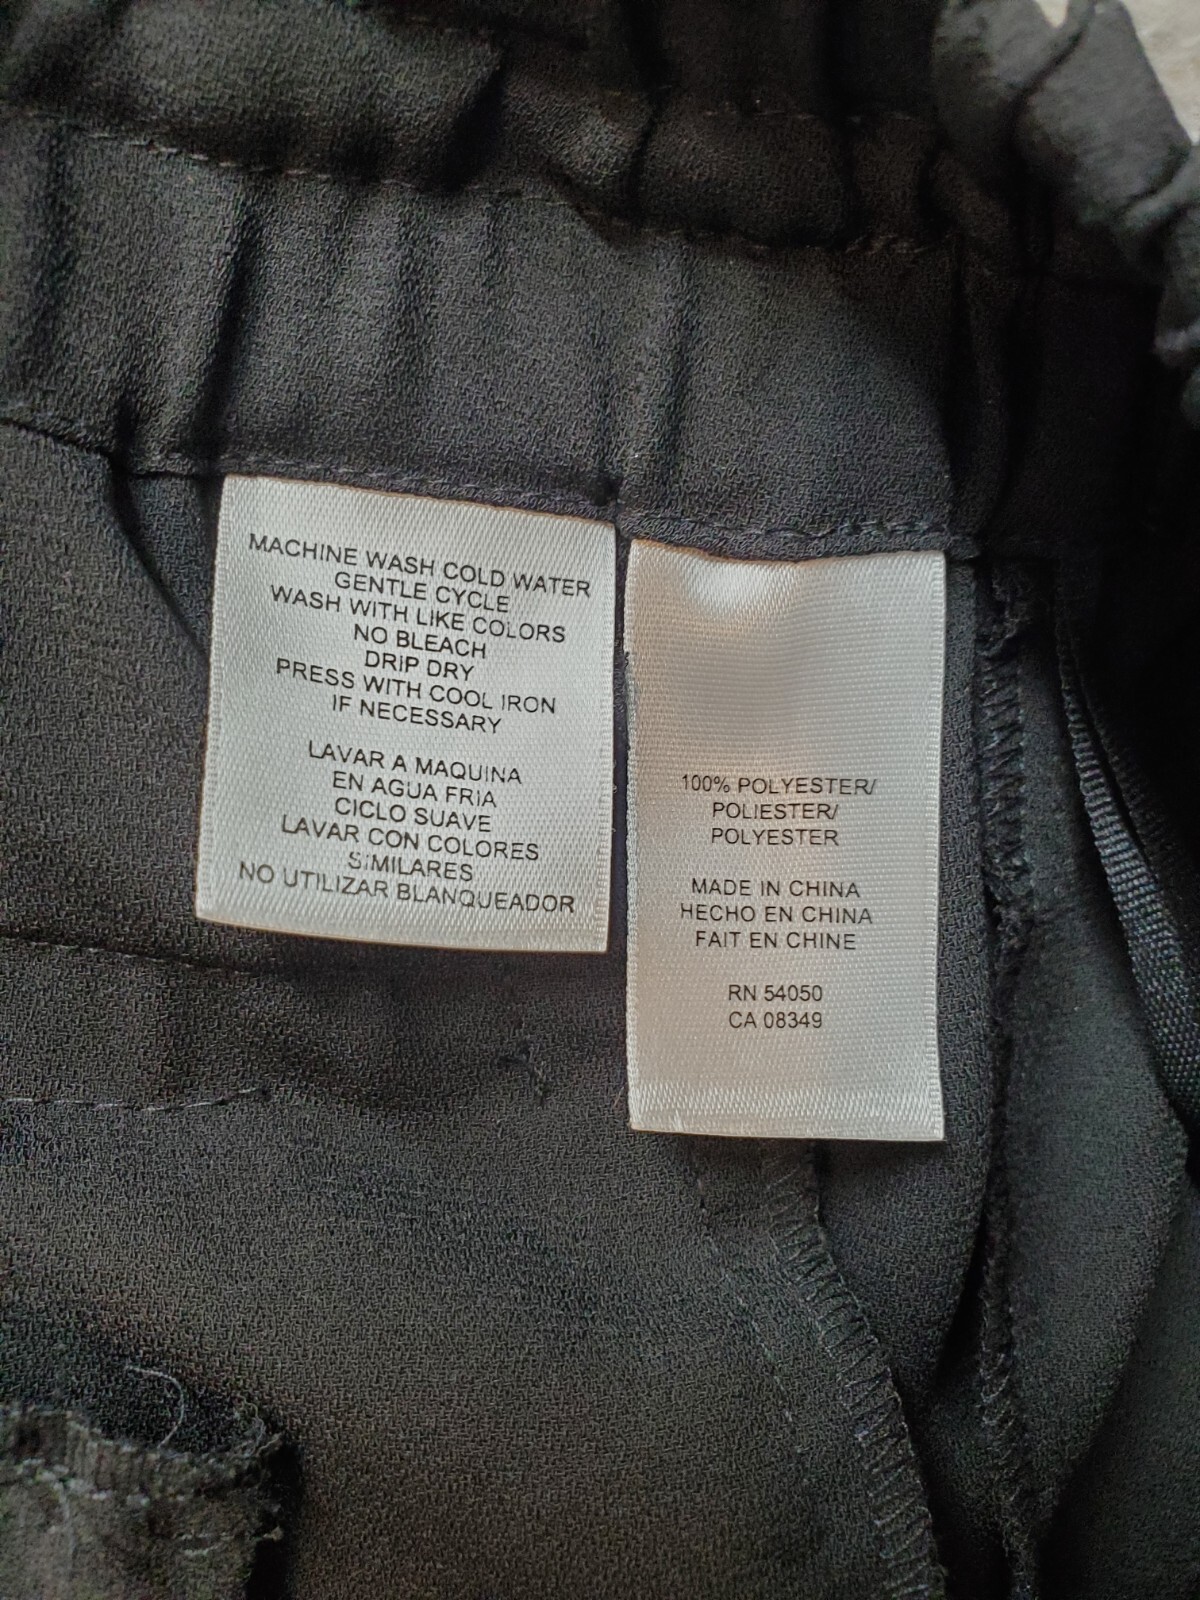 MACHINE WASH COLD WATER
GENTLE CYCLE
WASH WITH LIKE COLORS
NO BLEACH
DRIP DRY
PRESS WITH COOL IRON
IF NECESSARY
LAVAR A MAQUINA
EN AGUA FRIA
CICLO SUAVE
LAVAR CON COLORES
SIMILARES
NO UTILIZAR BLANQUEADOR
100% POLYESTER/
POLIESTER/
POLYESTER
MADE IN CHINA
HECHO EN CHINA
FAIT EN CHINE
RN 54050
CA 08349